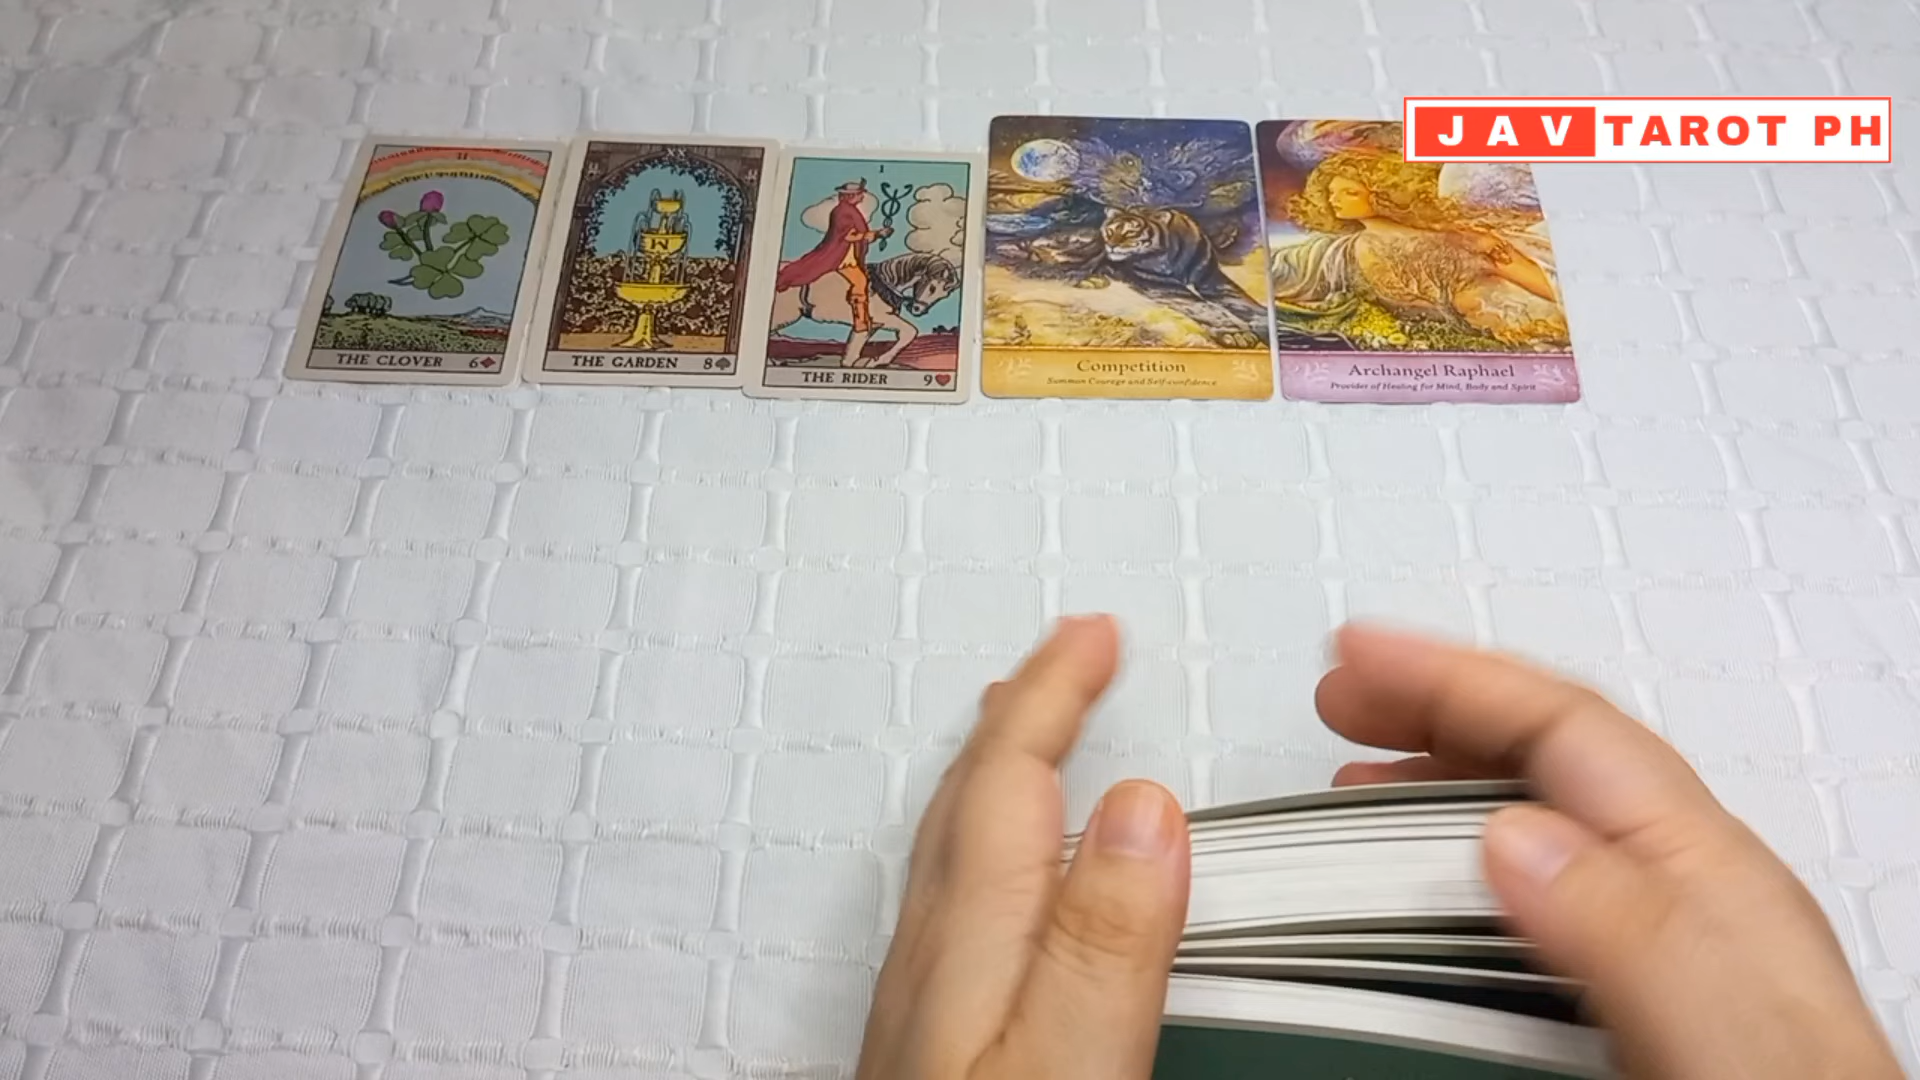 JAV TAROT PH
II
THE CLOVER 6
XX
THE GARDEN 8
I
THE RIDER 9
Competition
Summon Courage and Self-confidence
Archangel Raphael
Provider of Healing for Mind, Body and Spirit